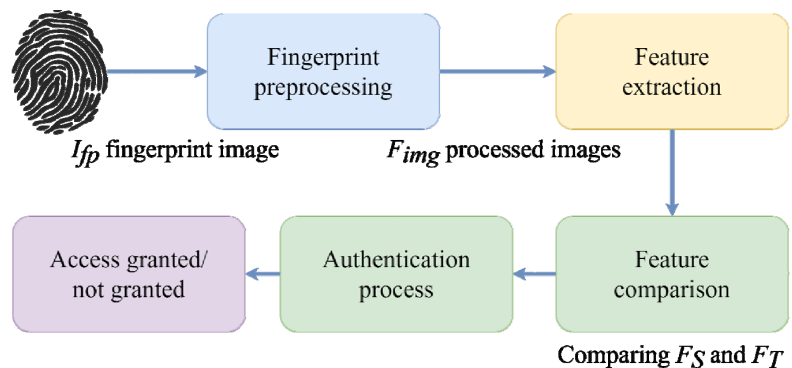 Fingerprint
preprocessing
Feature
extraction
I_fp fingerprint image
F_img processed images
Access granted/
not granted
Authentication
process
Feature
comparison
Comparing F_S and F_T